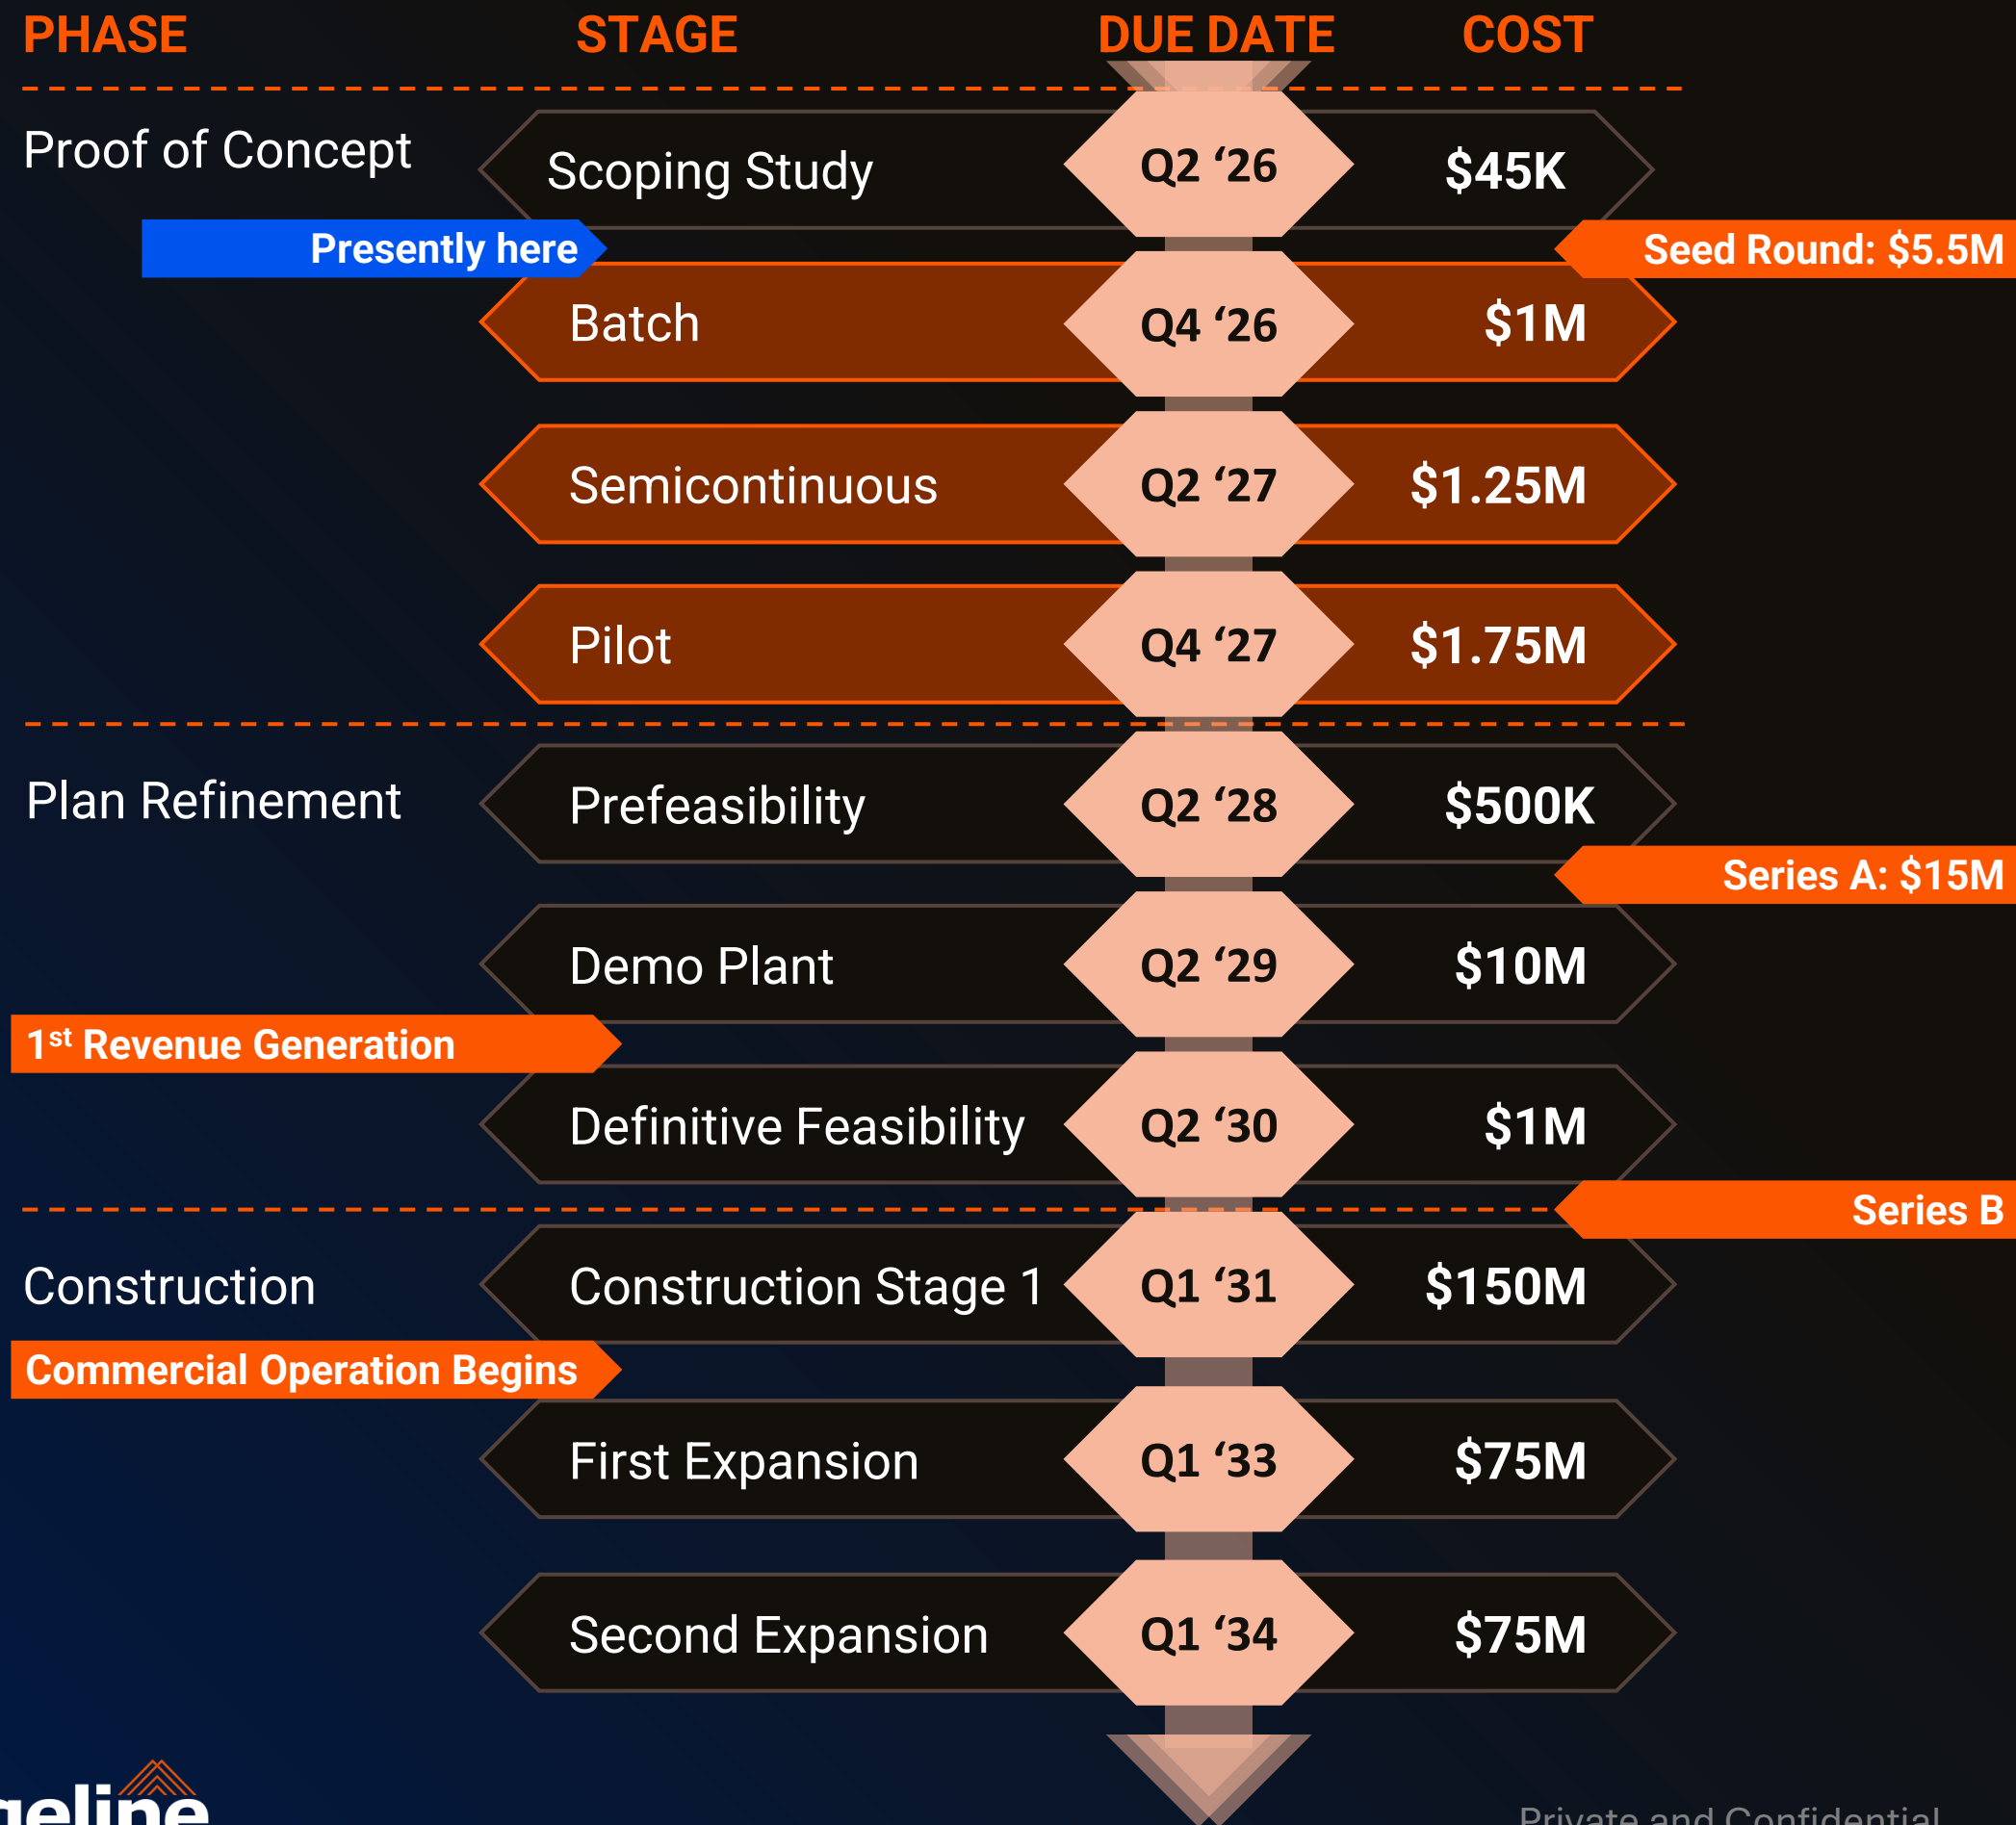 PHASE STAGE DUE DATE COST
Proof of Concept
Scoping Study Q2 ‘26 $45K
Presently here
Seed Round: $5.5M
Batch Q4 ‘26 $1M
Semicontinuous Q2 ‘27 $1.25M
Pilot Q4 ‘27 $1.75M
Plan Refinement
Prefeasibility Q2 ‘28 $500K
Series A: $15M
Demo Plant Q2 ‘29 $10M
1st Revenue Generation
Definitive Feasibility Q2 ‘30 $1M
Series B
Construction
Construction Stage 1 Q1 ‘31 $150M
Commercial Operation Begins
First Expansion Q1 ‘33 $75M
Second Expansion Q1 ‘34 $75M
geline
Private and Confidential